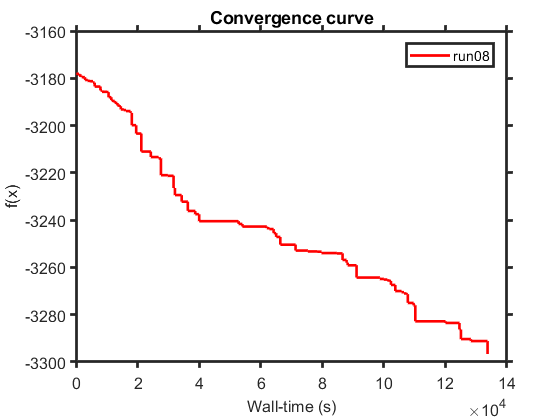 Convergence curve
-3160
-3180
-3200
-3220
-3240
-3260
-3280
-3300
f(x)
run08
0 2 4 6 8 10 12 14
Wall-time (s)
×10⁴